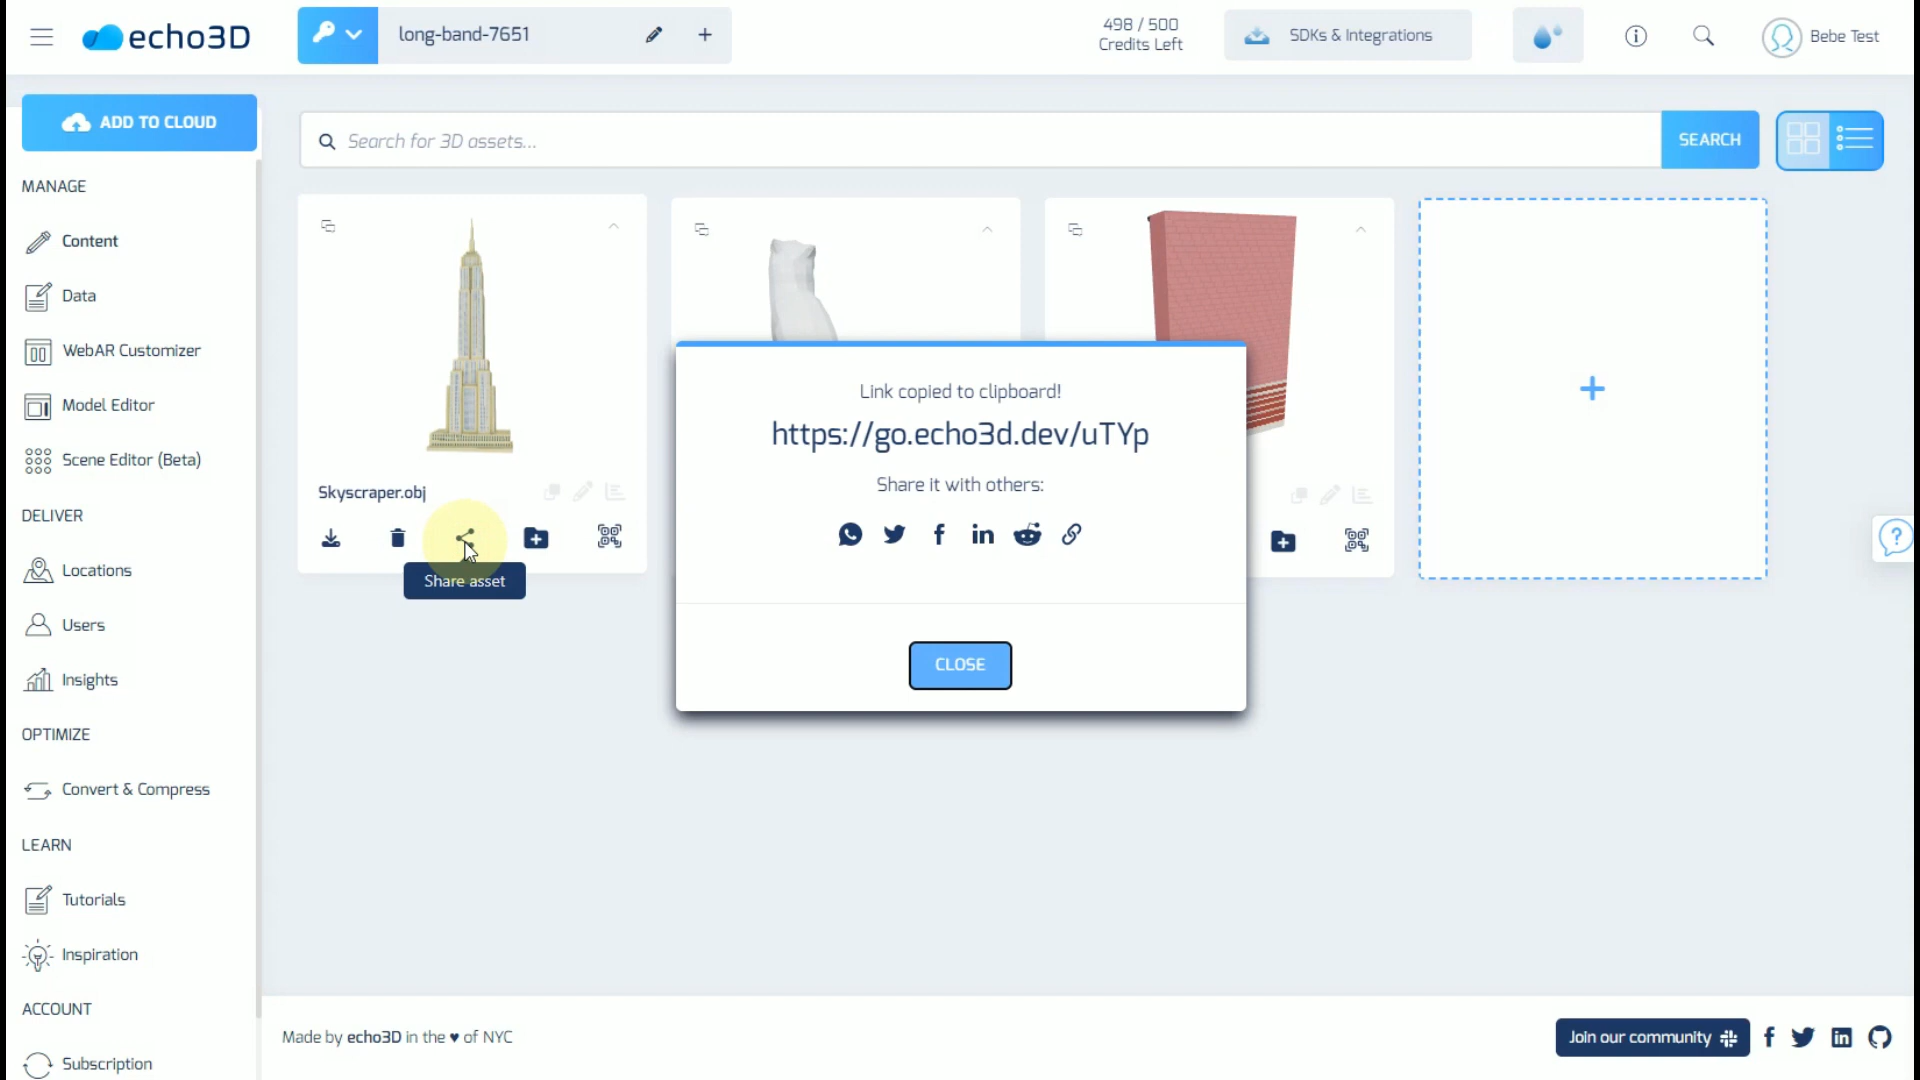 echo3D
long-band-7651
498 / 500
Credits Left
SDKs & Integrations
Bebe Test
ADD TO CLOUD
Search for 3D assets...
SEARCH
MANAGE
Content
Data
WebAR Customizer
Model Editor
Scene Editor (Beta)
DELIVER
Locations
Users
Insights
OPTIMIZE
Convert & Compress
LEARN
Tutorials
Inspiration
ACCOUNT
Subscription
Skyscraper.obj
Share asset
Link copied to clipboard!
https://go.echo3d.dev/uTYp
Share it with others:
CLOSE
Made by echo3D in the ♥ of NYC
Join our community